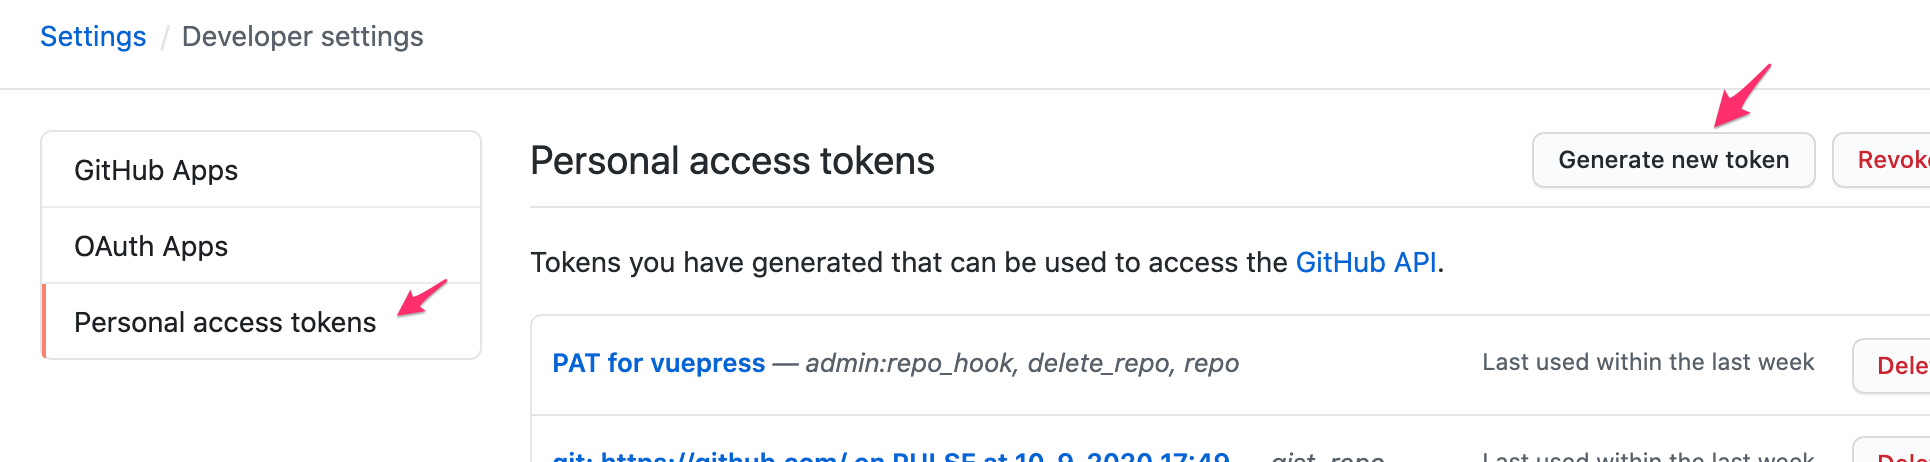 Settings / Developer settings
GitHub Apps
OAuth Apps
Personal access tokens
Personal access tokens
Generate new token
Revok
Tokens you have generated that can be used to access the GitHub API.
PAT for vuepress — admin:repo_hook, delete_repo, repo
Last used within the last week
Dele
git: https://github.com/ on PULSE at 10-9-2020 17:49 — gist, repo
Last used within the last week
Dele